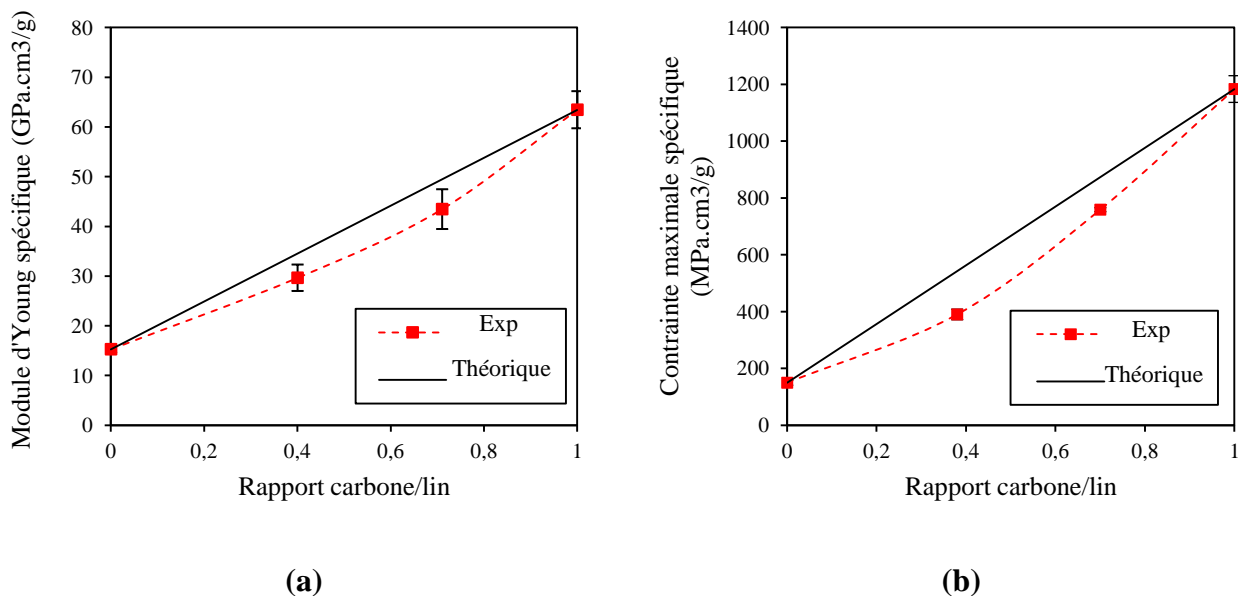 Module d'Young spécifique (GPa.cm3/g)
80
70
60
50
40
30
20
10
0
Exp
Théorique
0
0,2
0,4
0,6
0,8
1
Rapport carbone/lin
(a)
Contrainte maximale spécifique
(MPa.cm3/g)
1400
1200
1000
800
600
400
200
0
Exp
Théorique
0
0,2
0,4
0,6
0,8
1
Rapport carbone/lin
(b)